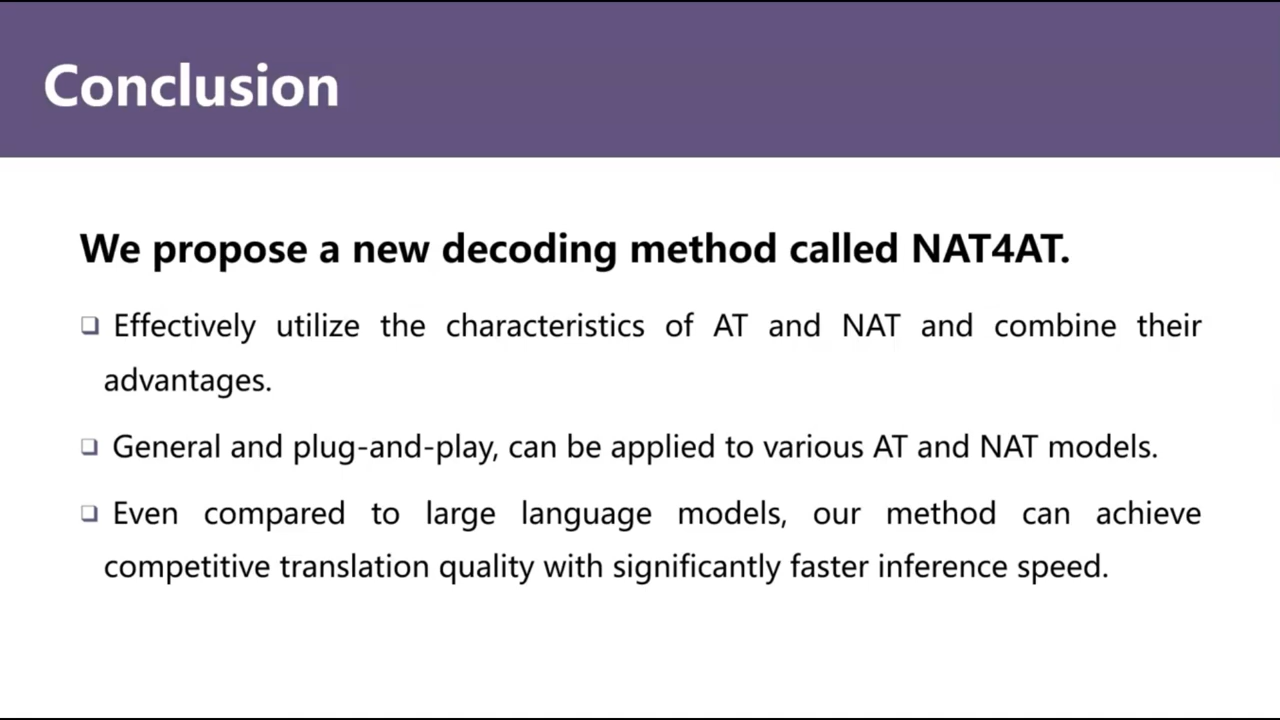 Conclusion
We propose a new decoding method called NAT4AT.
Effectively utilize the characteristics of AT and NAT and combine their
advantages.
General and plug-and-play, can be applied to various AT and NAT models.
Even compared to large language models, our method can achieve
competitive translation quality with significantly faster inference speed.